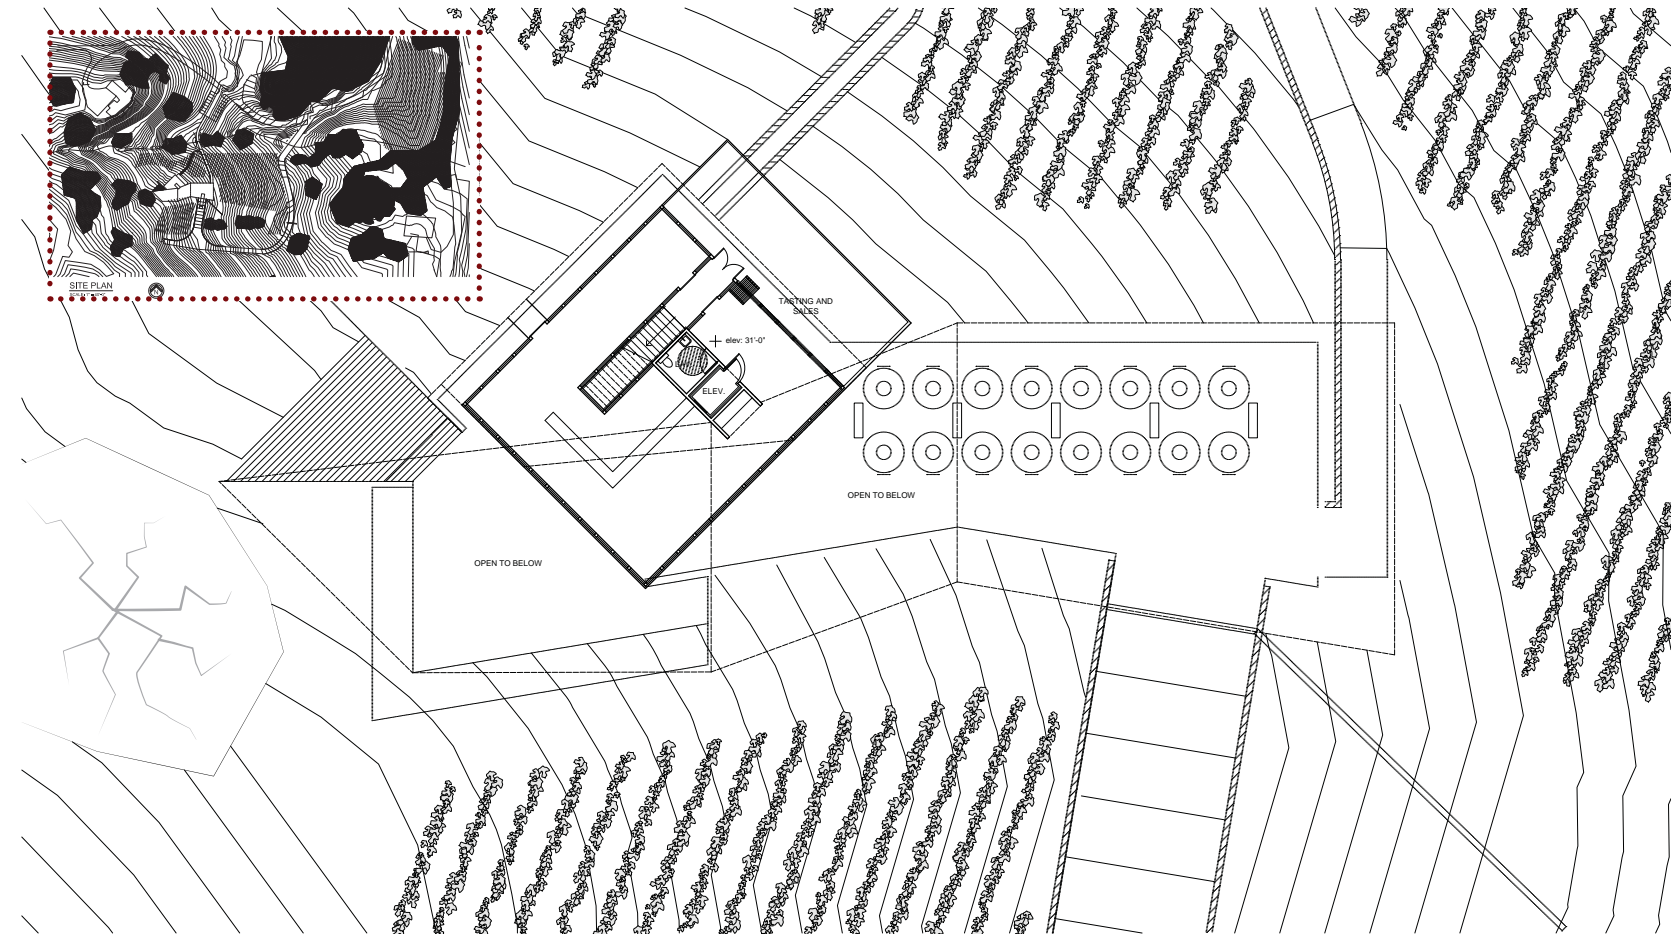 SITE PLAN
TASTING AND
SALES
elev: 31'-0"
ELEV.
OPEN TO BELOW
OPEN TO BELOW